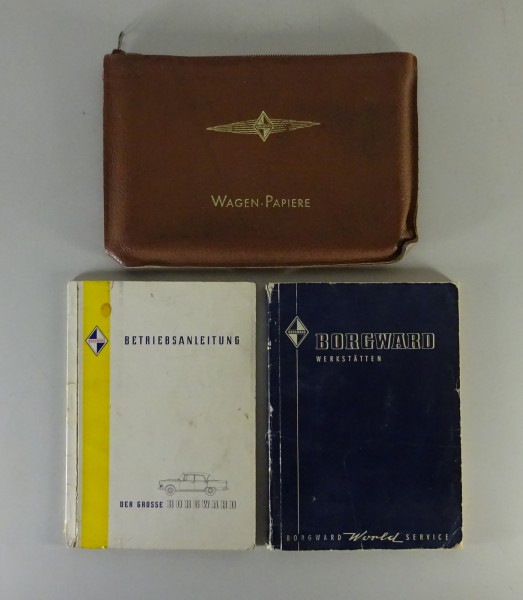 WAGEN-PAPIERE
BETRIEBSANLEITUNG
DER GROSSE BORGWARD
BORGWARD
WERKSTÄTTEN
BORGWARD World SERVICE